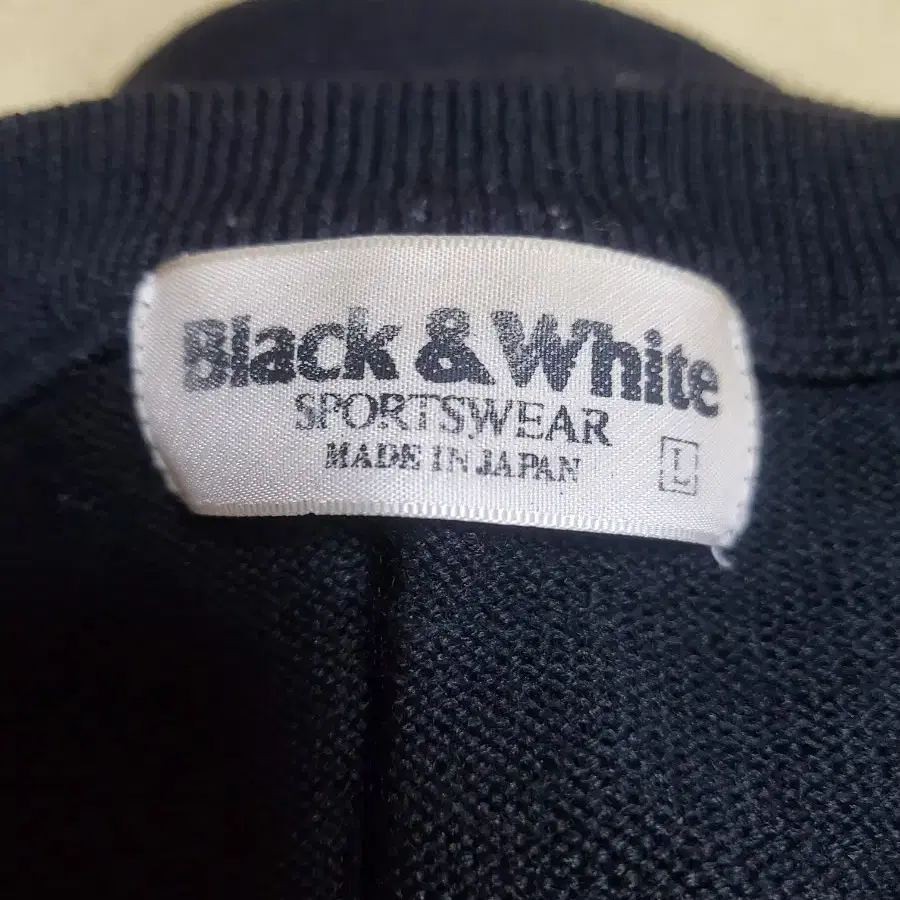 Black & White
SPORTSWEAR
MADE IN JAPAN
L